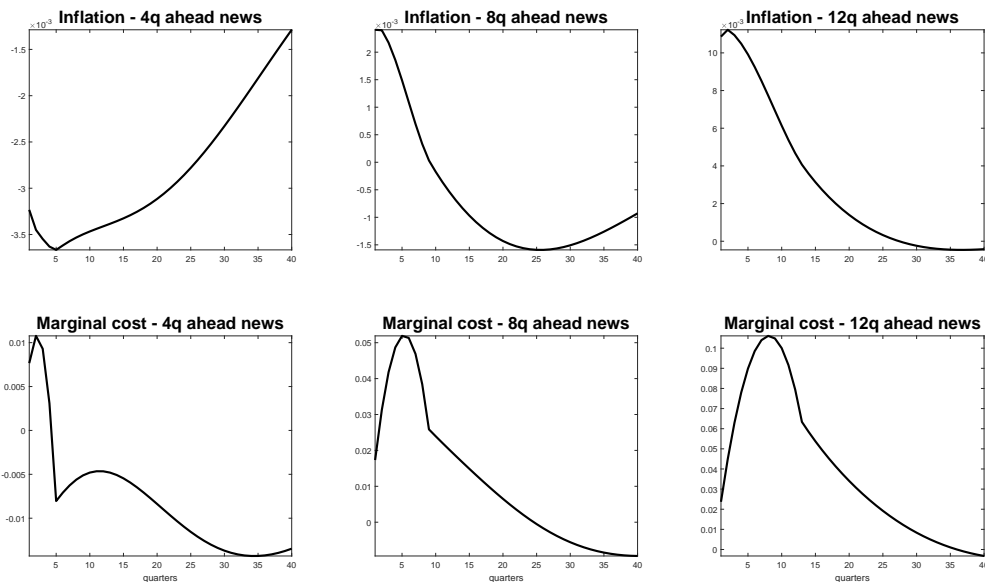 Inflation - 4q ahead news
×10⁻³
-1.5
-2
-2.5
-3
-3.5
5 10 15 20 25 30 35 40
Inflation - 8q ahead news
×10⁻³
2
1.5
1
0.5
0
-0.5
-1
-1.5
5 10 15 20 25 30 35 40
Inflation - 12q ahead news
×10⁻³
10
8
6
4
2
0
5 10 15 20 25 30 35 40
Marginal cost - 4q ahead news
0.01
0.005
0
-0.005
-0.01
5 10 15 20 25 30 35 40
quarters
Marginal cost - 8q ahead news
0.05
0.04
0.03
0.02
0.01
0
5 10 15 20 25 30 35 40
quarters
Marginal cost - 12q ahead news
0.1
0.09
0.08
0.07
0.06
0.05
0.04
0.03
0.02
0.01
0
5 10 15 20 25 30 35 40
quarters